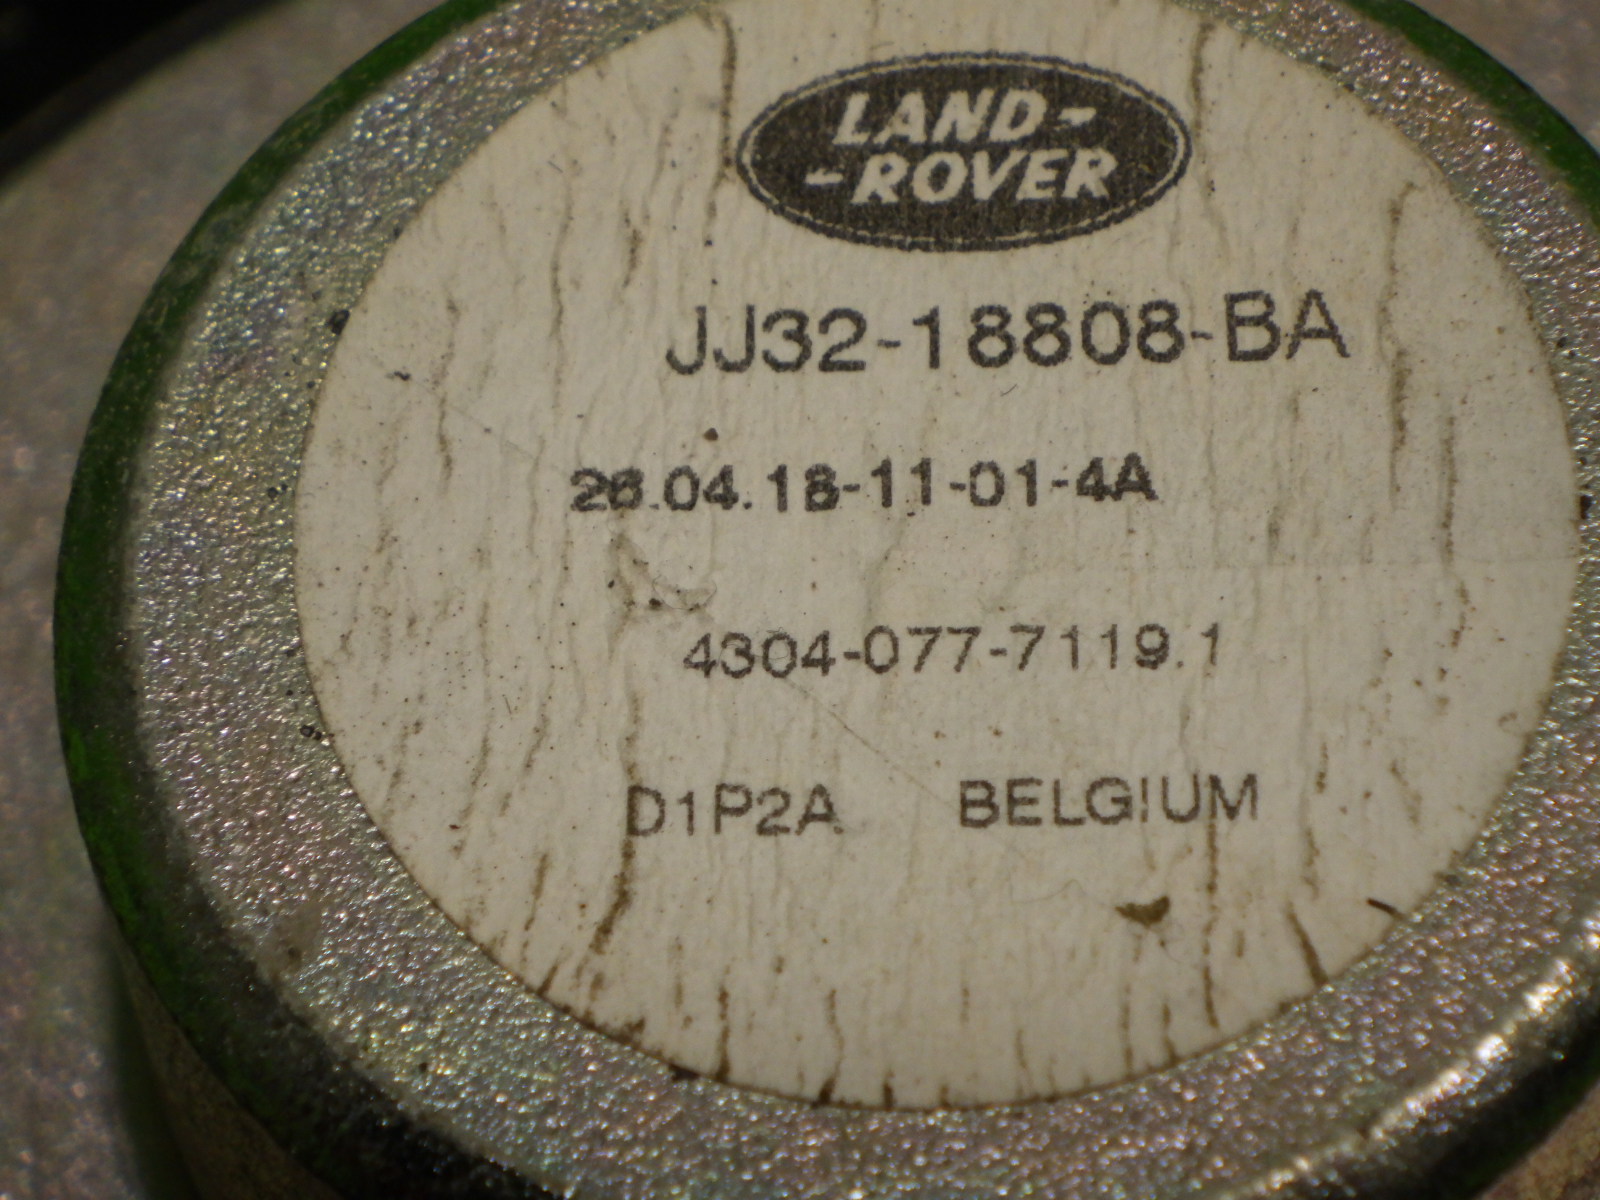 LAND-
-ROVER
JJ32-18808-BA
26.04.18-11-01-4A
4304-077-7119.1
D1P2A BELGIUM